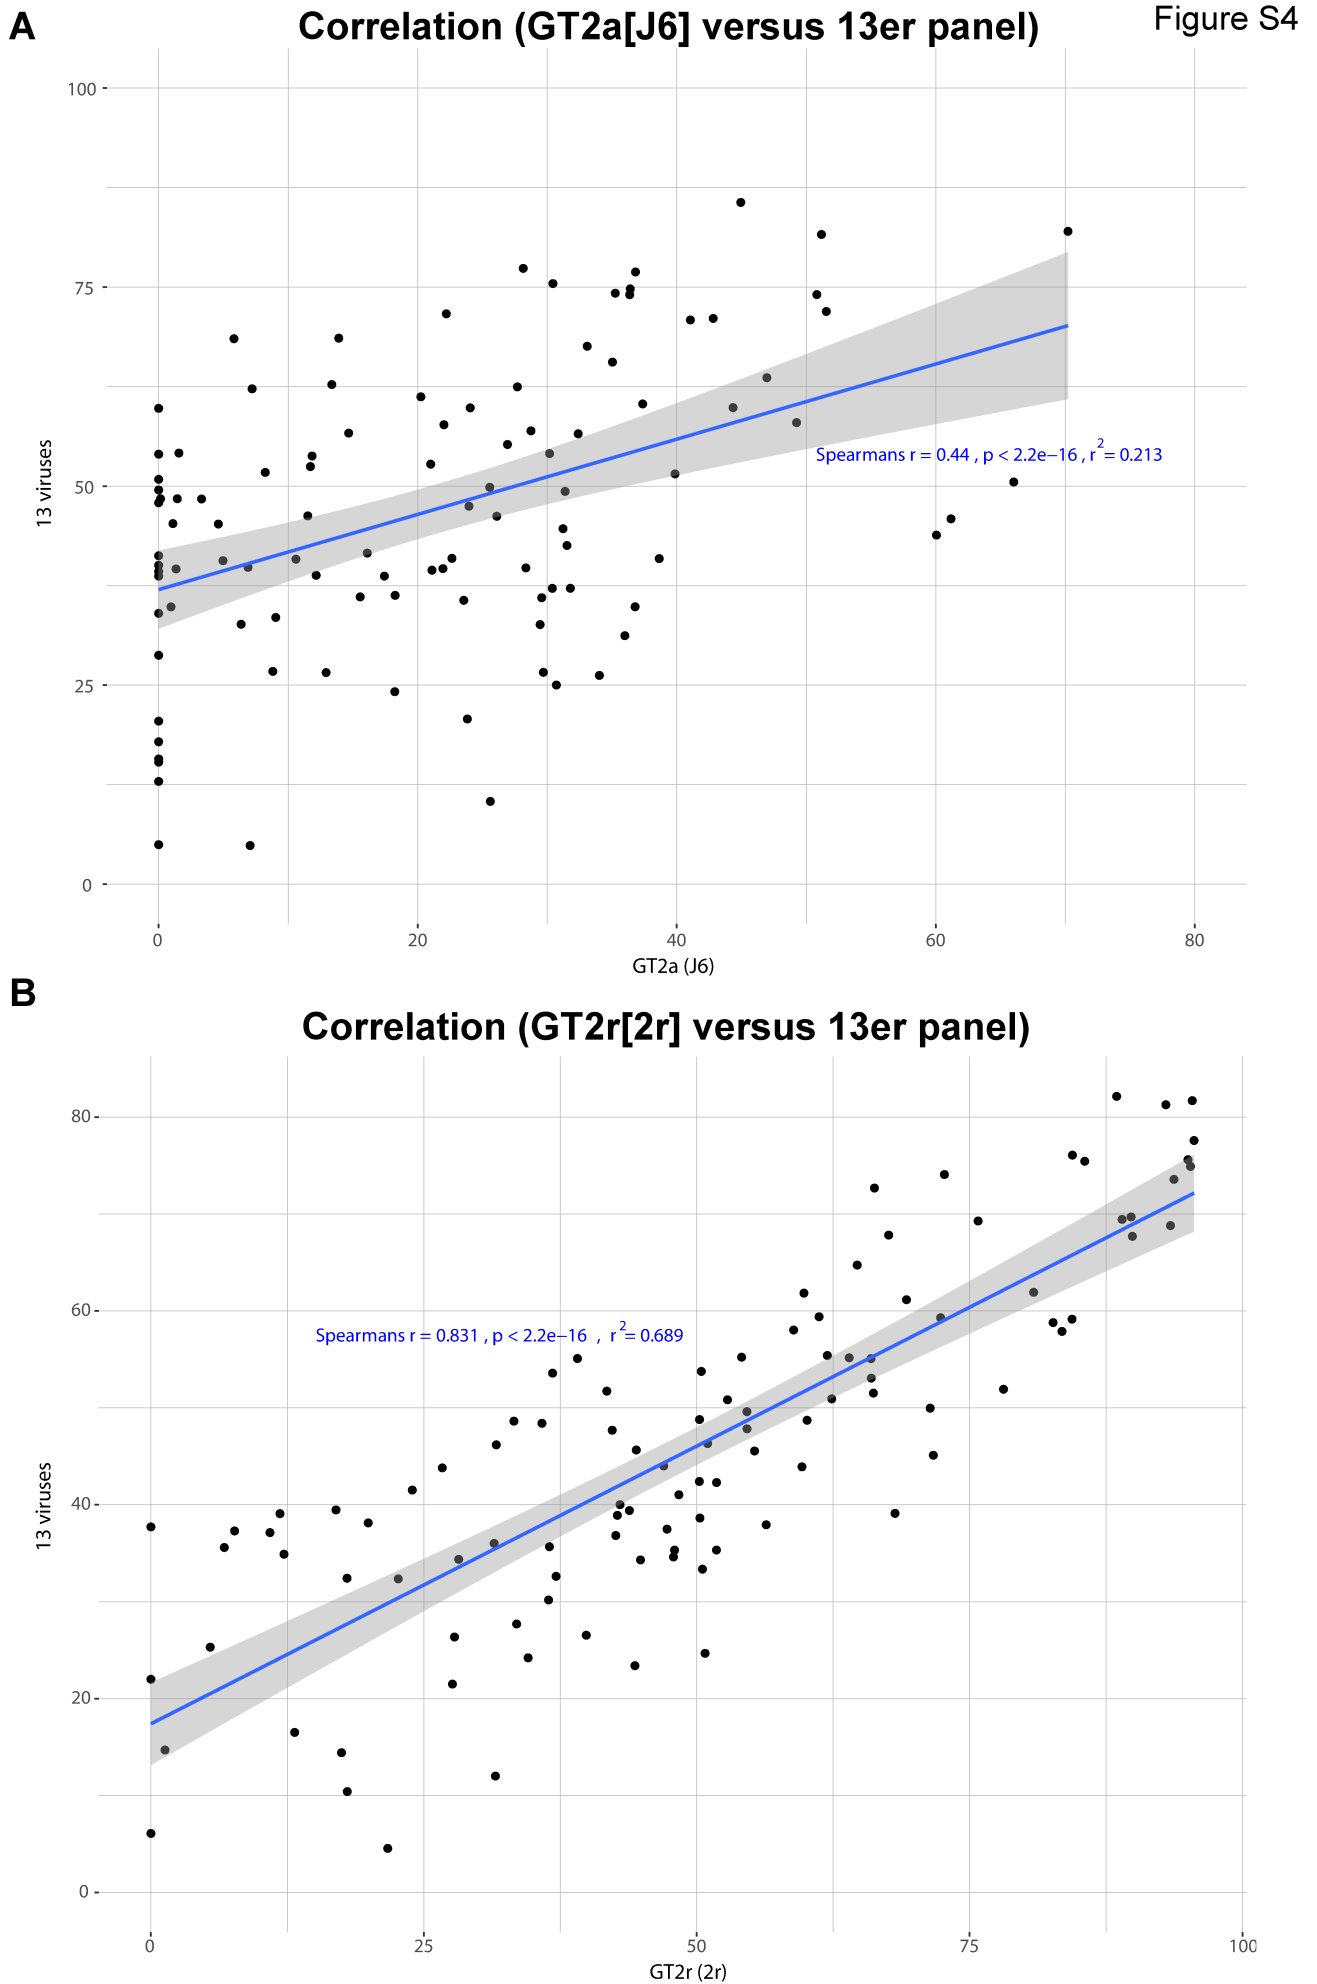 A
Correlation (GT2a[J6] versus 13er panel)
Figure S4
100
75
50
25
0
13 viruses
Spearmans r = 0.44 , p < 2.2e−16 , r2= 0.213
0
20
40
60
80
GT2a (J6)
B
Correlation (GT2r[2r] versus 13er panel)
80
60
40
20
0
13 viruses
Spearmans r = 0.831 , p < 2.2e−16 , r2= 0.689
0
25
50
75
100
GT2r (2r)